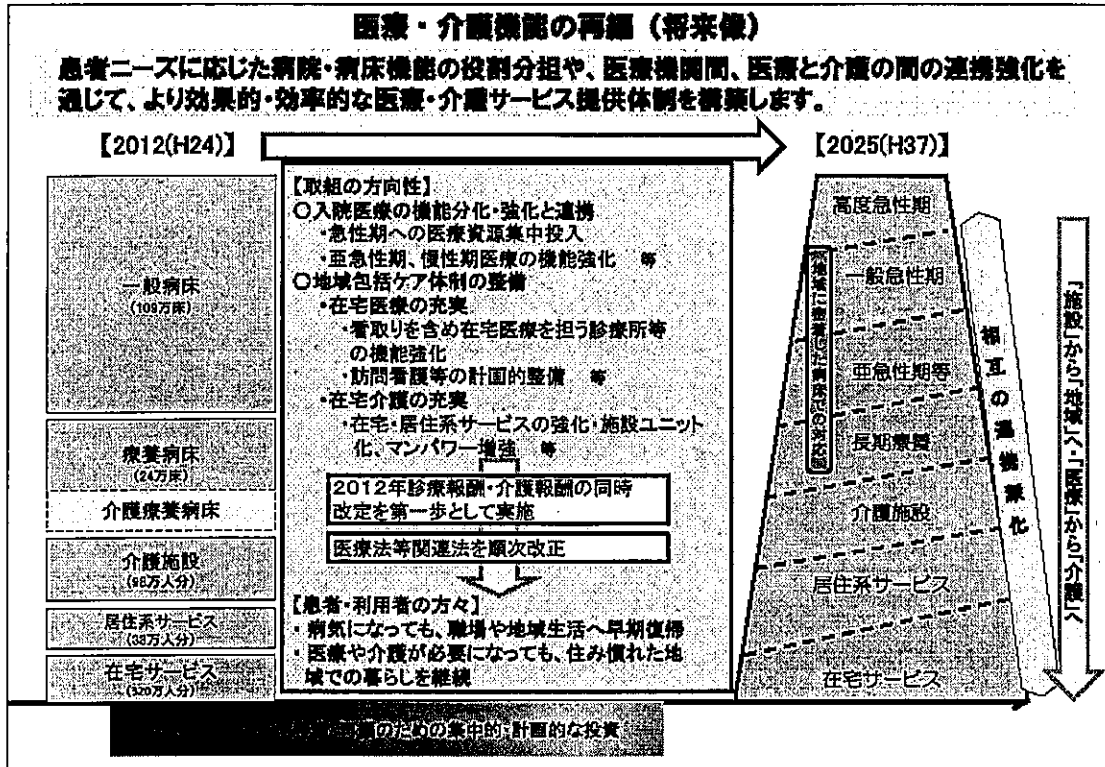 医療・介護機能の再編(将来像)
患者ニーズに応じた病院・病床機能の役割分担や、医療機関間、医療と介護の間の連携強化を
通じて、より効果的・効率的な医療・介護サービス提供体制を構築します。
【2012(H24)】
【2025(H37)】
一般病床
(109万床)
療養病床
(24万床)
介護療養病床
介護施設
(98万人分)
居住系サービス
(33万人分)
在宅サービス
(320万人分)
【取組の方向性】
○入院医療の機能分化・強化と連携
・急性期への医療資源集中投入
・亜急性期、慢性期医療の機能強化 等
○地域包括ケア体制の整備
・在宅医療の充実
・看取りを含め在宅医療を担う診療所等
の機能強化
・訪問看護等の計画的整備 等
・在宅介護の充実
・在宅・居住系サービスの強化・施設ユニット
化、マンパワー増強 等
2012年診療報酬・介護報酬の同時
改定を第一歩として実施
医療法等関連法を順次改正
【患者・利用者の方々】
・病気になっても、職場や地域生活へ早期復帰
・医療や介護が必要になっても、住み慣れた地
域での暮らしを継続
高度急性期
一般急性期
亜急性期等
長期療養
介護施設
居住系サービス
在宅サービス
地域に密着した病床での対応
相互の連携深化
「施設」から「地域」へ・「医療」から「介護」へ
のための集中的・計画的な投資